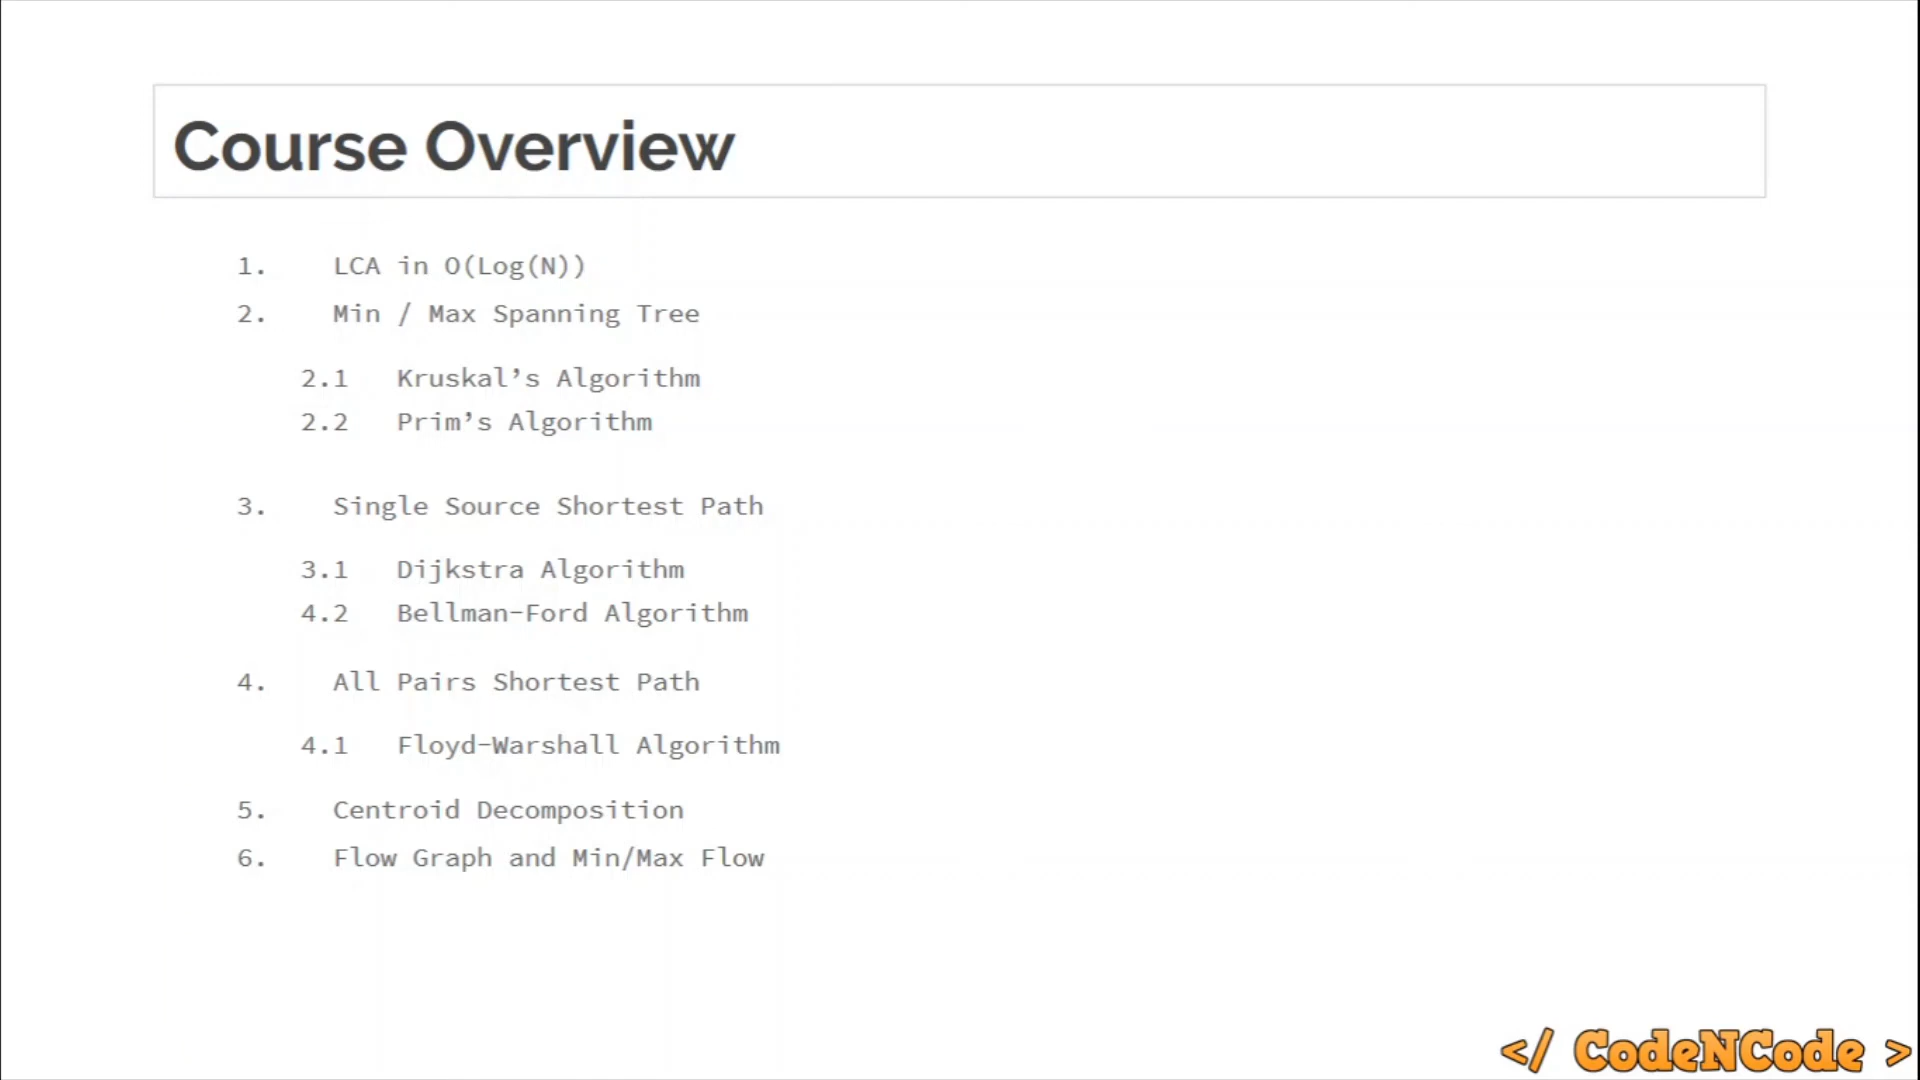 Course Overview
1. LCA in O(Log(N))
2. Min / Max Spanning Tree
2.1 Kruskal’s Algorithm
2.2 Prim’s Algorithm
3. Single Source Shortest Path
3.1 Dijkstra Algorithm
4.2 Bellman-Ford Algorithm
4. All Pairs Shortest Path
4.1 Floyd-Warshall Algorithm
5. Centroid Decomposition
6. Flow Graph and Min/Max Flow
</ CodeNCode >